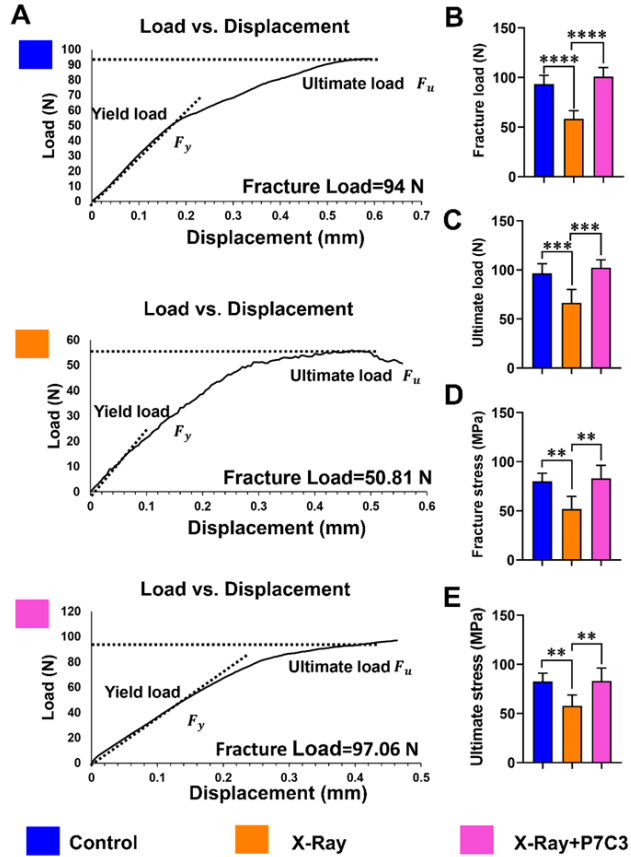 A
Load vs. Displacement
100
90
80
70
60
50
40
30
20
10
0
Load (N)
Yield load
F_y
Ultimate load F_u
Fracture Load=94 N
0 0.1 0.2 0.3 0.4 0.5 0.6 0.7
Displacement (mm)
Load vs. Displacement
60
50
40
30
20
10
0
Load (N)
Yield load
F_y
Ultimate load F_u
Fracture Load=50.81 N
0 0.1 0.2 0.3 0.4 0.5 0.6
Displacement (mm)
Load vs. Displacement
120
100
80
60
40
20
0
Load (N)
Yield load
F_y
Ultimate load F_u
Fracture Load=97.06 N
0 0.1 0.2 0.3 0.4 0.5
Displacement (mm)
B
Fracture load (N)
150
100
50
0
**** ****
C
Ultimate load (N)
150
100
50
0
*** ***
D
Fracture stress (MPa)
150
100
50
0
** **
E
Ultimate stress (MPa)
150
100
50
0
** **
Control X-Ray X-Ray+P7C3